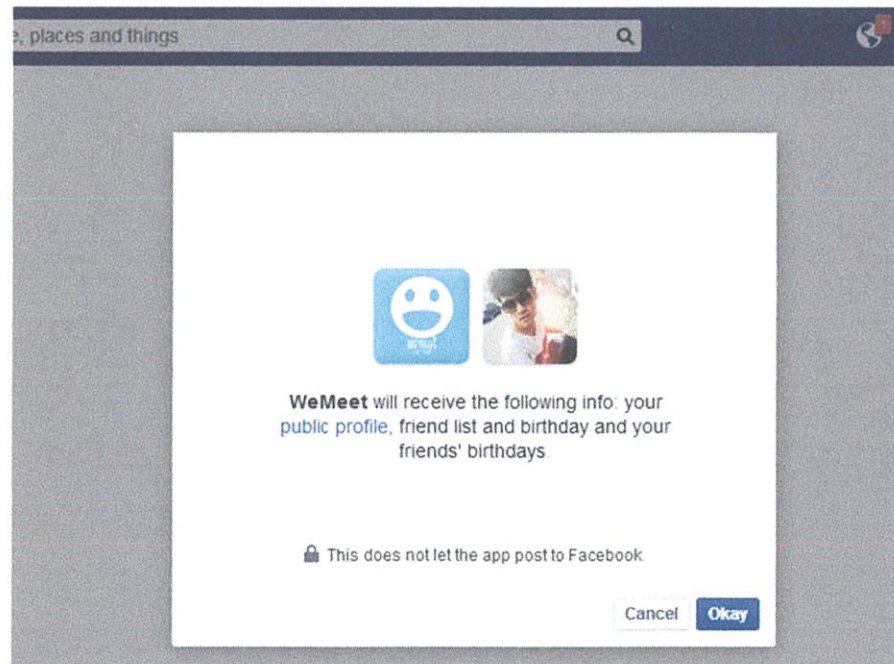 , places and things
1
WeMeet will receive the following info: your
public profile, friend list and birthday and your
friends' birthdays.
This does not let the app post to Facebook.
Cancel Okay